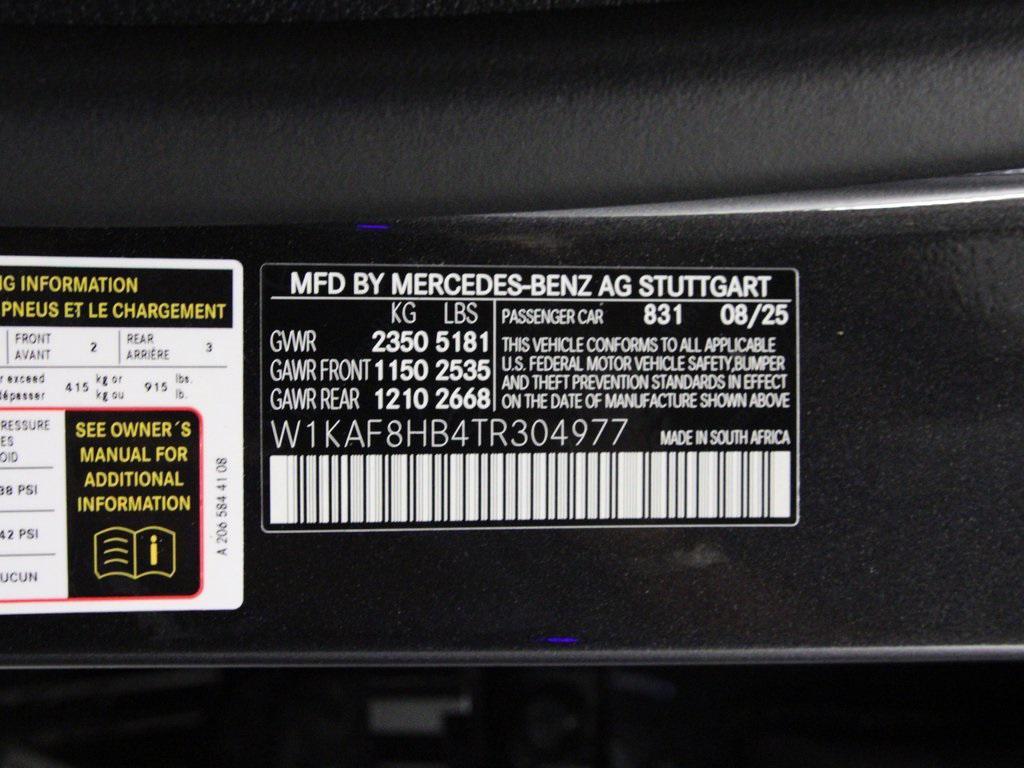 G INFORMATION
PNEUS ET LE CHARGEMENT
FRONT
AVANT
2
REAR
ARRIÈRE
3
r exceed
dépasser
415
kg or
kg ou
915
lbs.
lb.
RESSURE
ES
OID
38 PSI
42 PSI
UCUN
SEE OWNER´S
MANUAL FOR
ADDITIONAL
INFORMATION
A 206 584 41 08
MFD BY MERCEDES-BENZ AG STUTTGART
KG LBS
GVWR 2350 5181
GAWR FRONT 1150 2535
GAWR REAR 1210 2668
PASSENGER CAR 831 08/25
THIS VEHICLE CONFORMS TO ALL APPLICABLE
U.S. FEDERAL MOTOR VEHICLE SAFETY,BUMPER
AND THEFT PREVENTION STANDARDS IN EFFECT
ON THE DATE OF MANUFACTURE SHOWN ABOVE
W1KAF8HB4TR304977 MADE IN SOUTH AFRICA